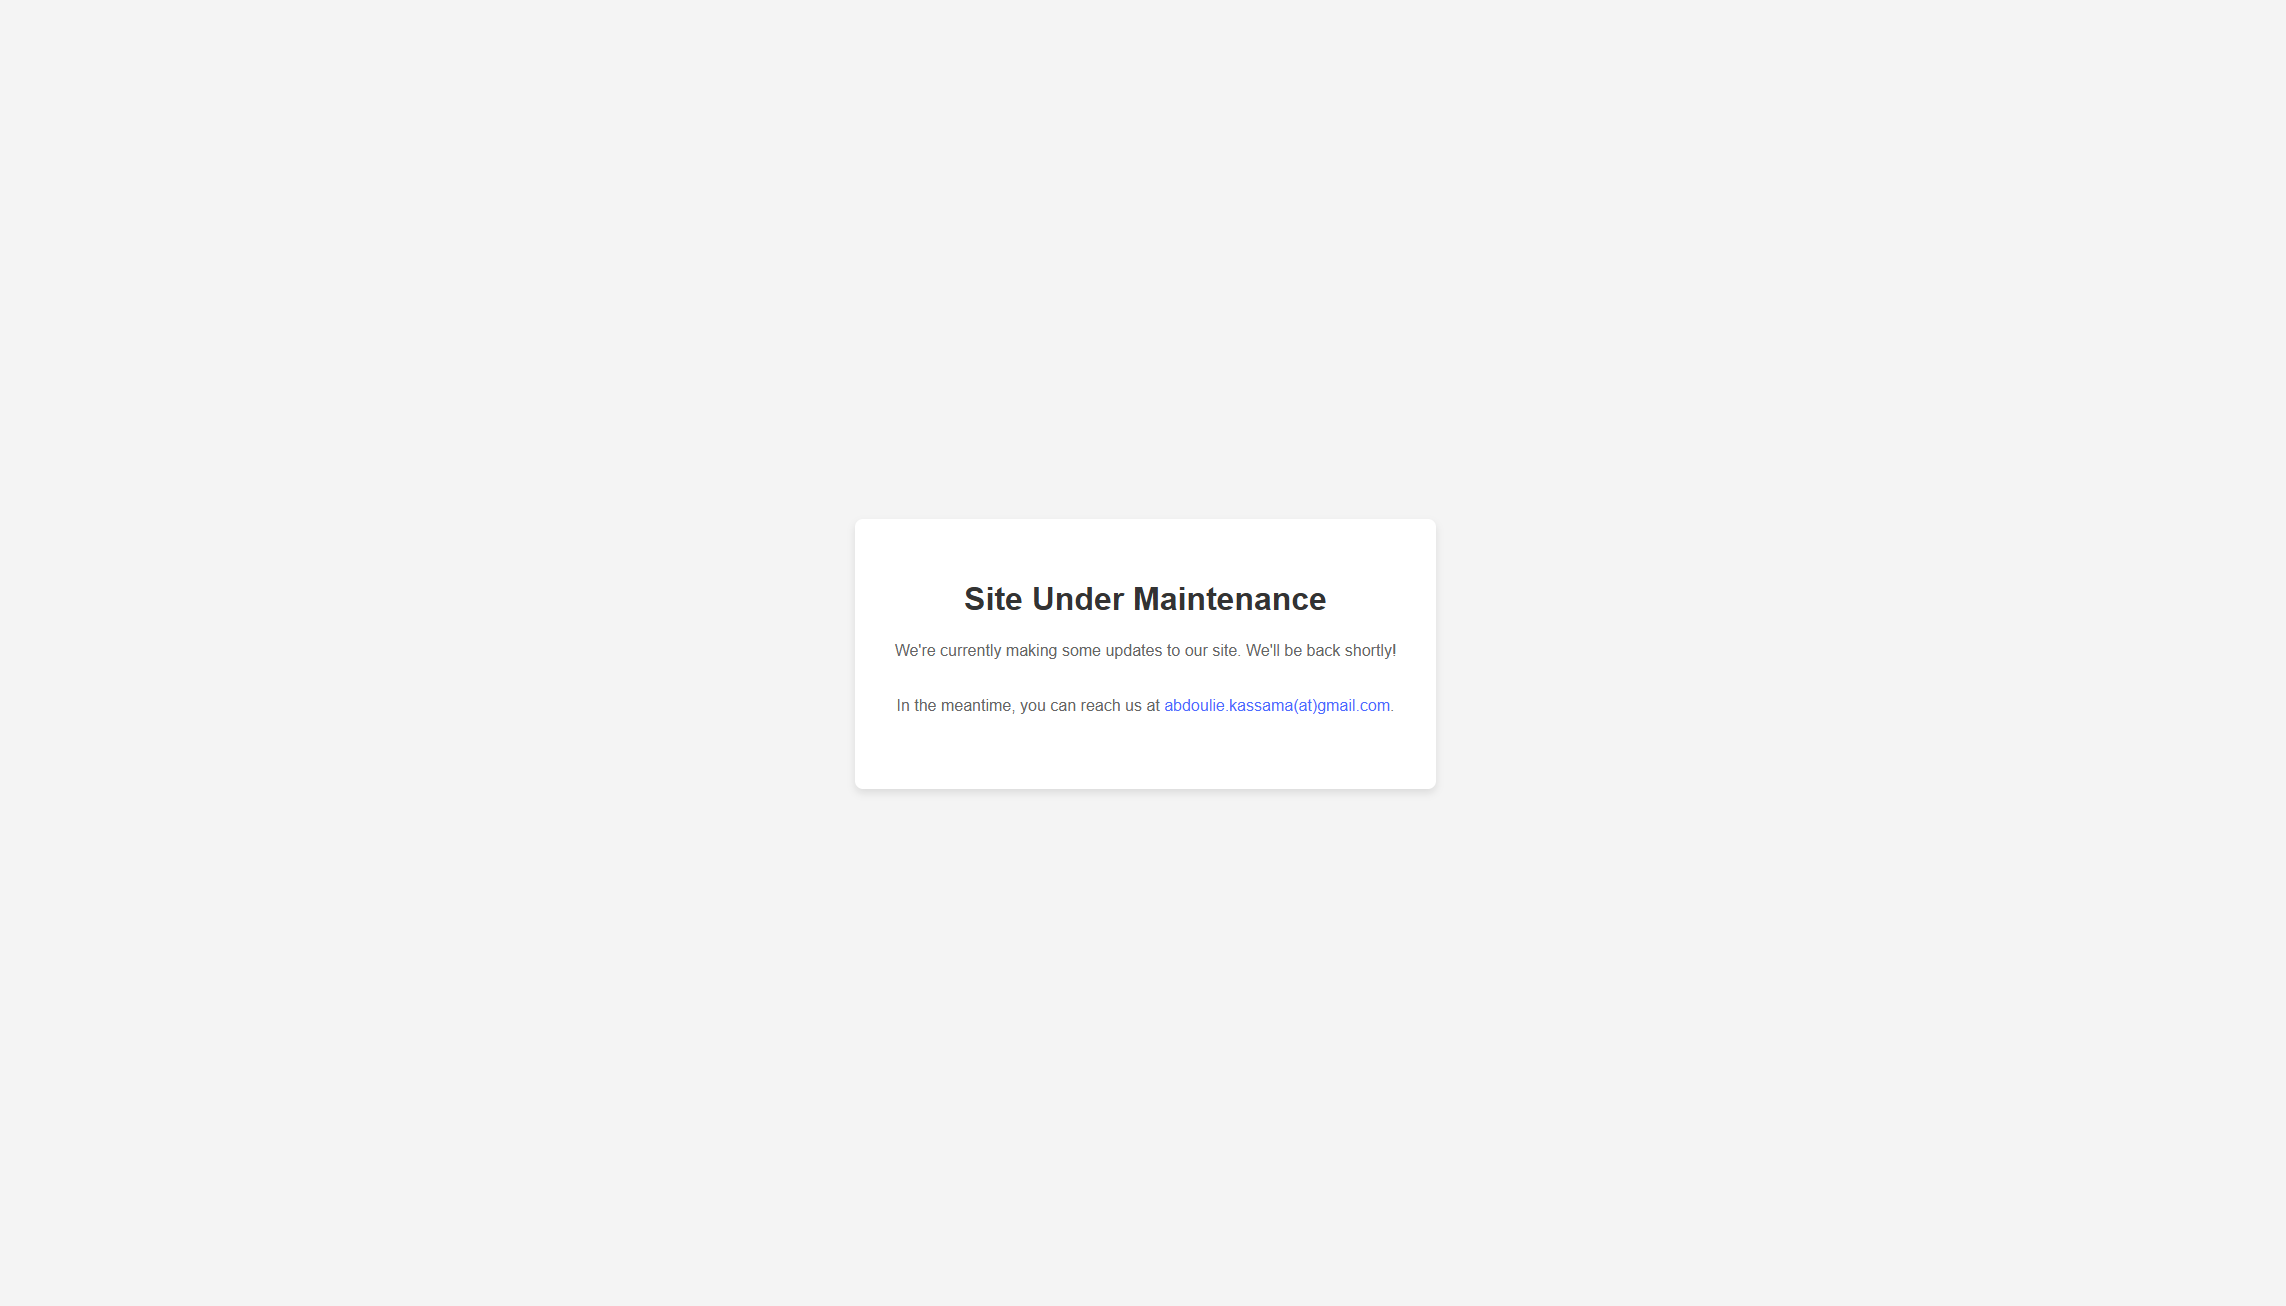 Site Under Maintenance
We're currently making some updates to our site. We'll be back shortly!
In the meantime, you can reach us at abdoulie.kassama(at)gmail.com.